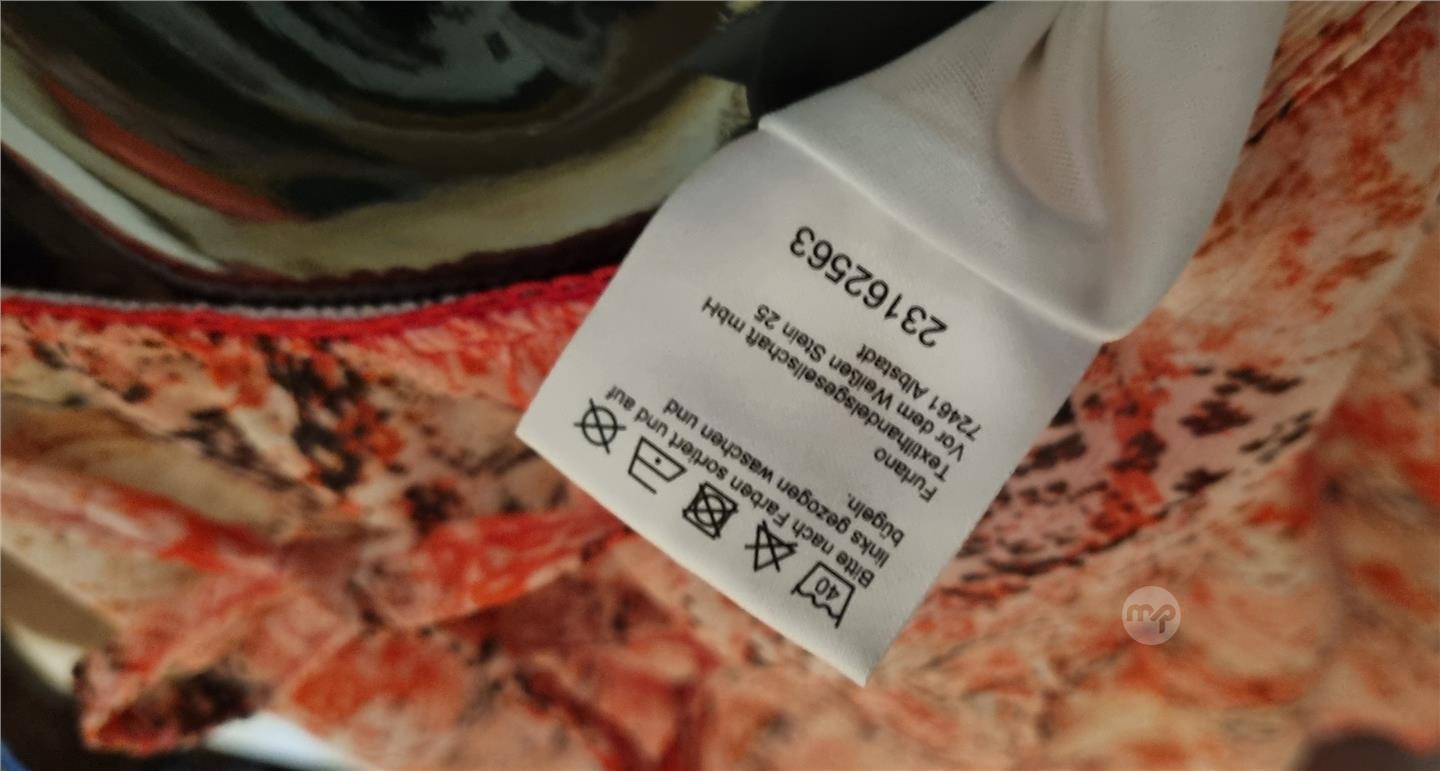 40
Bitte nach Farben sortiert und auf
links gezogen waschen und
bügeln.
Furlano
Textilhandelsgesellschaft mbH
Vor dem Weißen Stein 25
72461 Albstadt
23162563
mp